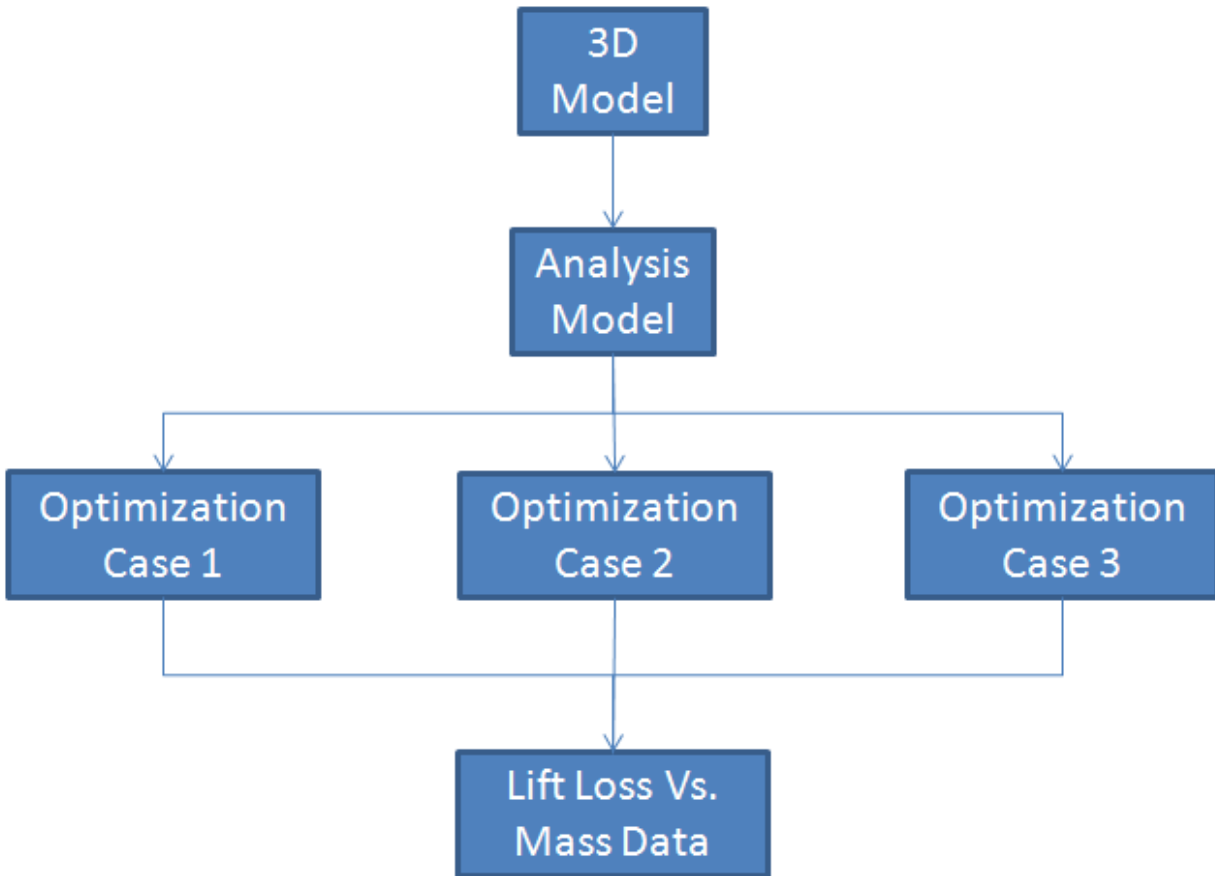 3D
Model
Analysis
Model
Optimization
Case 1
Optimization
Case 2
Optimization
Case 3
Lift Loss Vs.
Mass Data